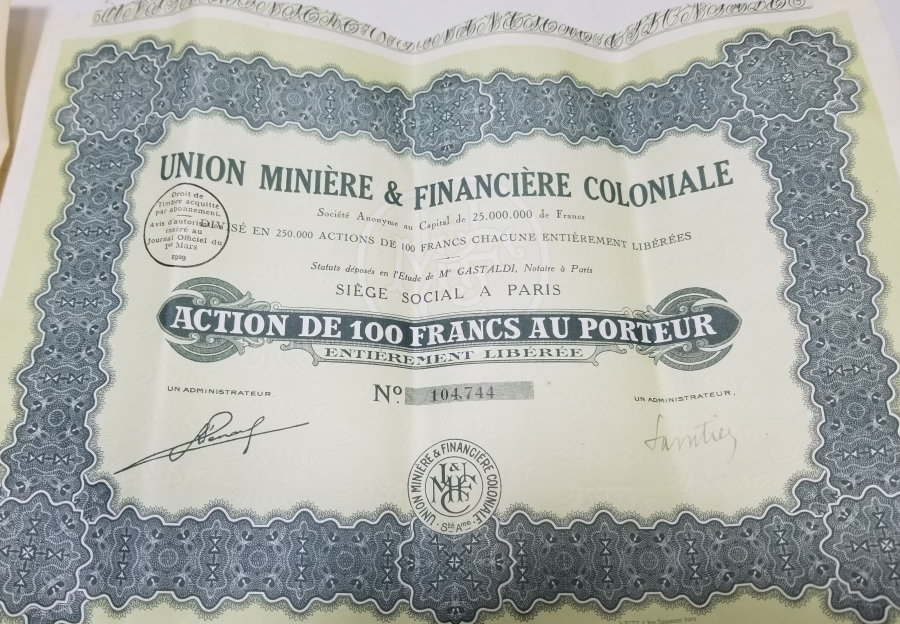 UNION MINIÈRE & FINANCIÈRE COLONIALE
Droit de
Timbre acquitté
par abonnement.
Avis d'autorisation
inséré au
Journal Officiel du
1er Mars
1929
Société Anonyme au Capital de 25.000.000 de Francs
DIVISÉ EN 250.000 ACTIONS DE 100 FRANCS CHACUNE ENTIÈREMENT LIBÉRÉES
Statuts déposés en l'Etude de Me GASTALDI, Notaire à Paris
SIÈGE SOCIAL A PARIS
ACTION DE 100 FRANCS AU PORTEUR
ENTIÈREMENT LIBÉRÉE
UN ADMINISTRATEUR.
No. 104,744
UN ADMINISTRATEUR.
UNION MINIÈRE & FINANCIÈRE COLONIALE
Sté Ame